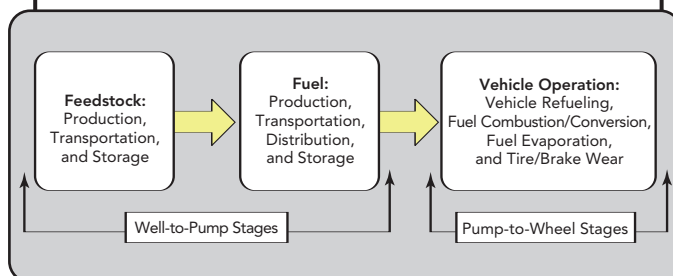 Feedstock:
Production,
Transportation,
and Storage
Fuel:
Production,
Transportation,
Distribution,
and Storage
Vehicle Operation:
Vehicle Refueling,
Fuel Combustion/Conversion,
Fuel Evaporation,
and Tire/Brake Wear
Well-to-Pump Stages
Pump-to-Wheel Stages